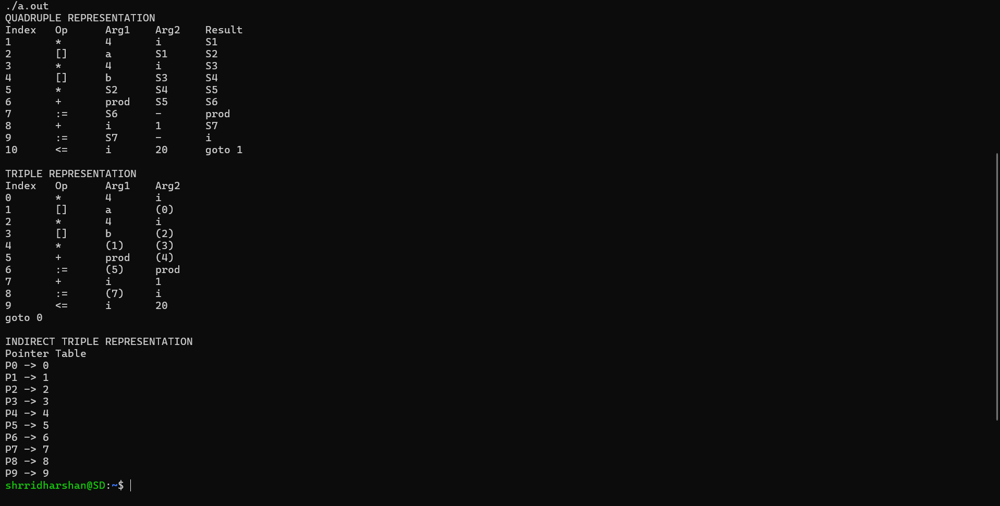 ./a.out
QUADRUPLE REPRESENTATION
Index   Op      Arg1    Arg2    Result
1       *       4       i       S1
2       []      a       S1      S2
3       *       4       i       S3
4       []      b       S3      S4
5       *       S2      S4      S5
6       +       prod    S5      S6
7       :=      S6      -       prod
8       +       i       1       S7
9       :=      S7      -       i
10      <=      i       20      goto 1

TRIPLE REPRESENTATION
Index   Op      Arg1    Arg2
0       *       4       i
1       []      a       (0)
2       *       4       i
3       []      b       (2)
4       *       (1)     (3)
5       +       prod    (4)
6       :=      (5)     prod
7       +       i       1
8       :=      (7)     i
9       <=      i       20
goto 0

INDIRECT TRIPLE REPRESENTATION
Pointer Table
P0 -> 0
P1 -> 1
P2 -> 2
P3 -> 3
P4 -> 4
P5 -> 5
P6 -> 6
P7 -> 7
P8 -> 8
P9 -> 9
shrridharshan@SD:~$